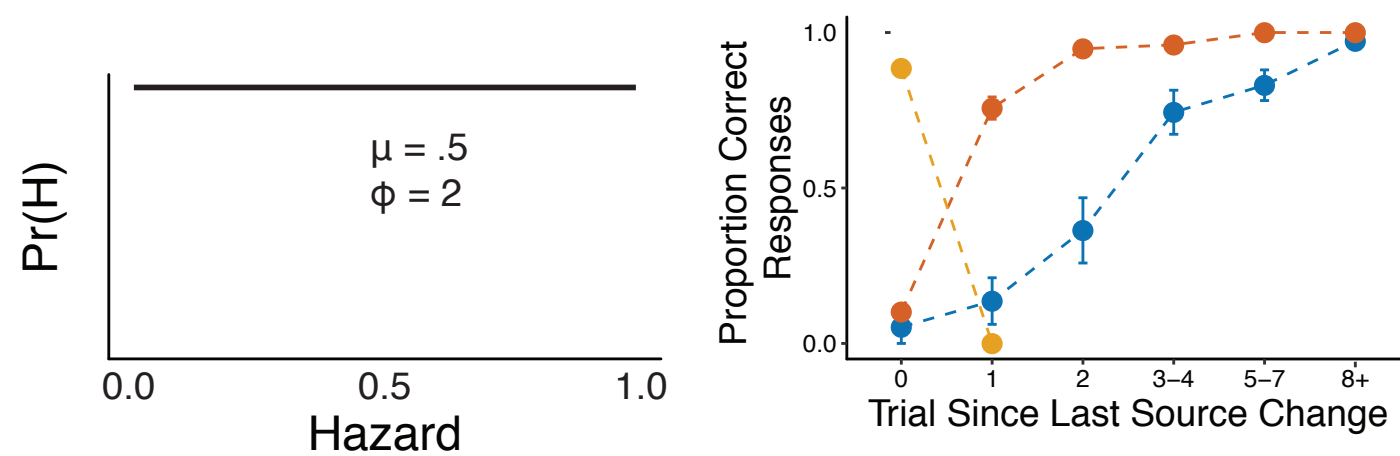 Pr(H)
μ = .5
ϕ = 2
0.0 0.5 1.0
Hazard
Proportion Correct
Responses
1.0
0.5
0.0
0 1 2 3–4 5–7 8+
Trial Since Last Source Change